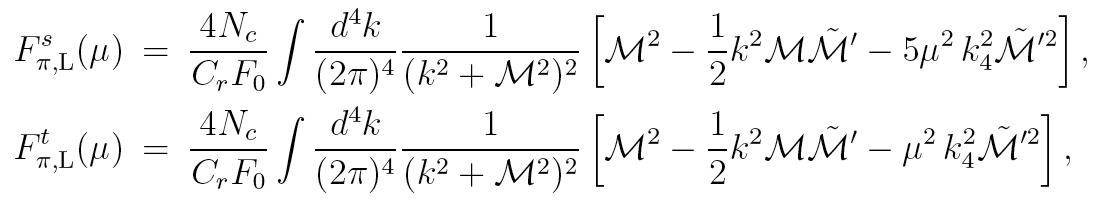 $F^{s}_{\pi,\mathrm{L}}(\mu) \;=\; \frac{4N_c}{C_r F_0} \int \frac{d^4k}{(2\pi)^4} \frac{1}{(k^2+\mathcal{M}^2)^2} \left[ \mathcal{M}^2 - \frac{1}{2} k^2 \mathcal{M}\tilde{\mathcal{M}}' - 5\mu^2\, k_4^2 \tilde{\mathcal{M}}'^2 \right],$
$F^{t}_{\pi,\mathrm{L}}(\mu) \;=\; \frac{4N_c}{C_r F_0} \int \frac{d^4k}{(2\pi)^4} \frac{1}{(k^2+\mathcal{M}^2)^2} \left[ \mathcal{M}^2 - \frac{1}{2} k^2 \mathcal{M}\tilde{\mathcal{M}}' - \mu^2\, k_4^2 \tilde{\mathcal{M}}'^2 \right],$